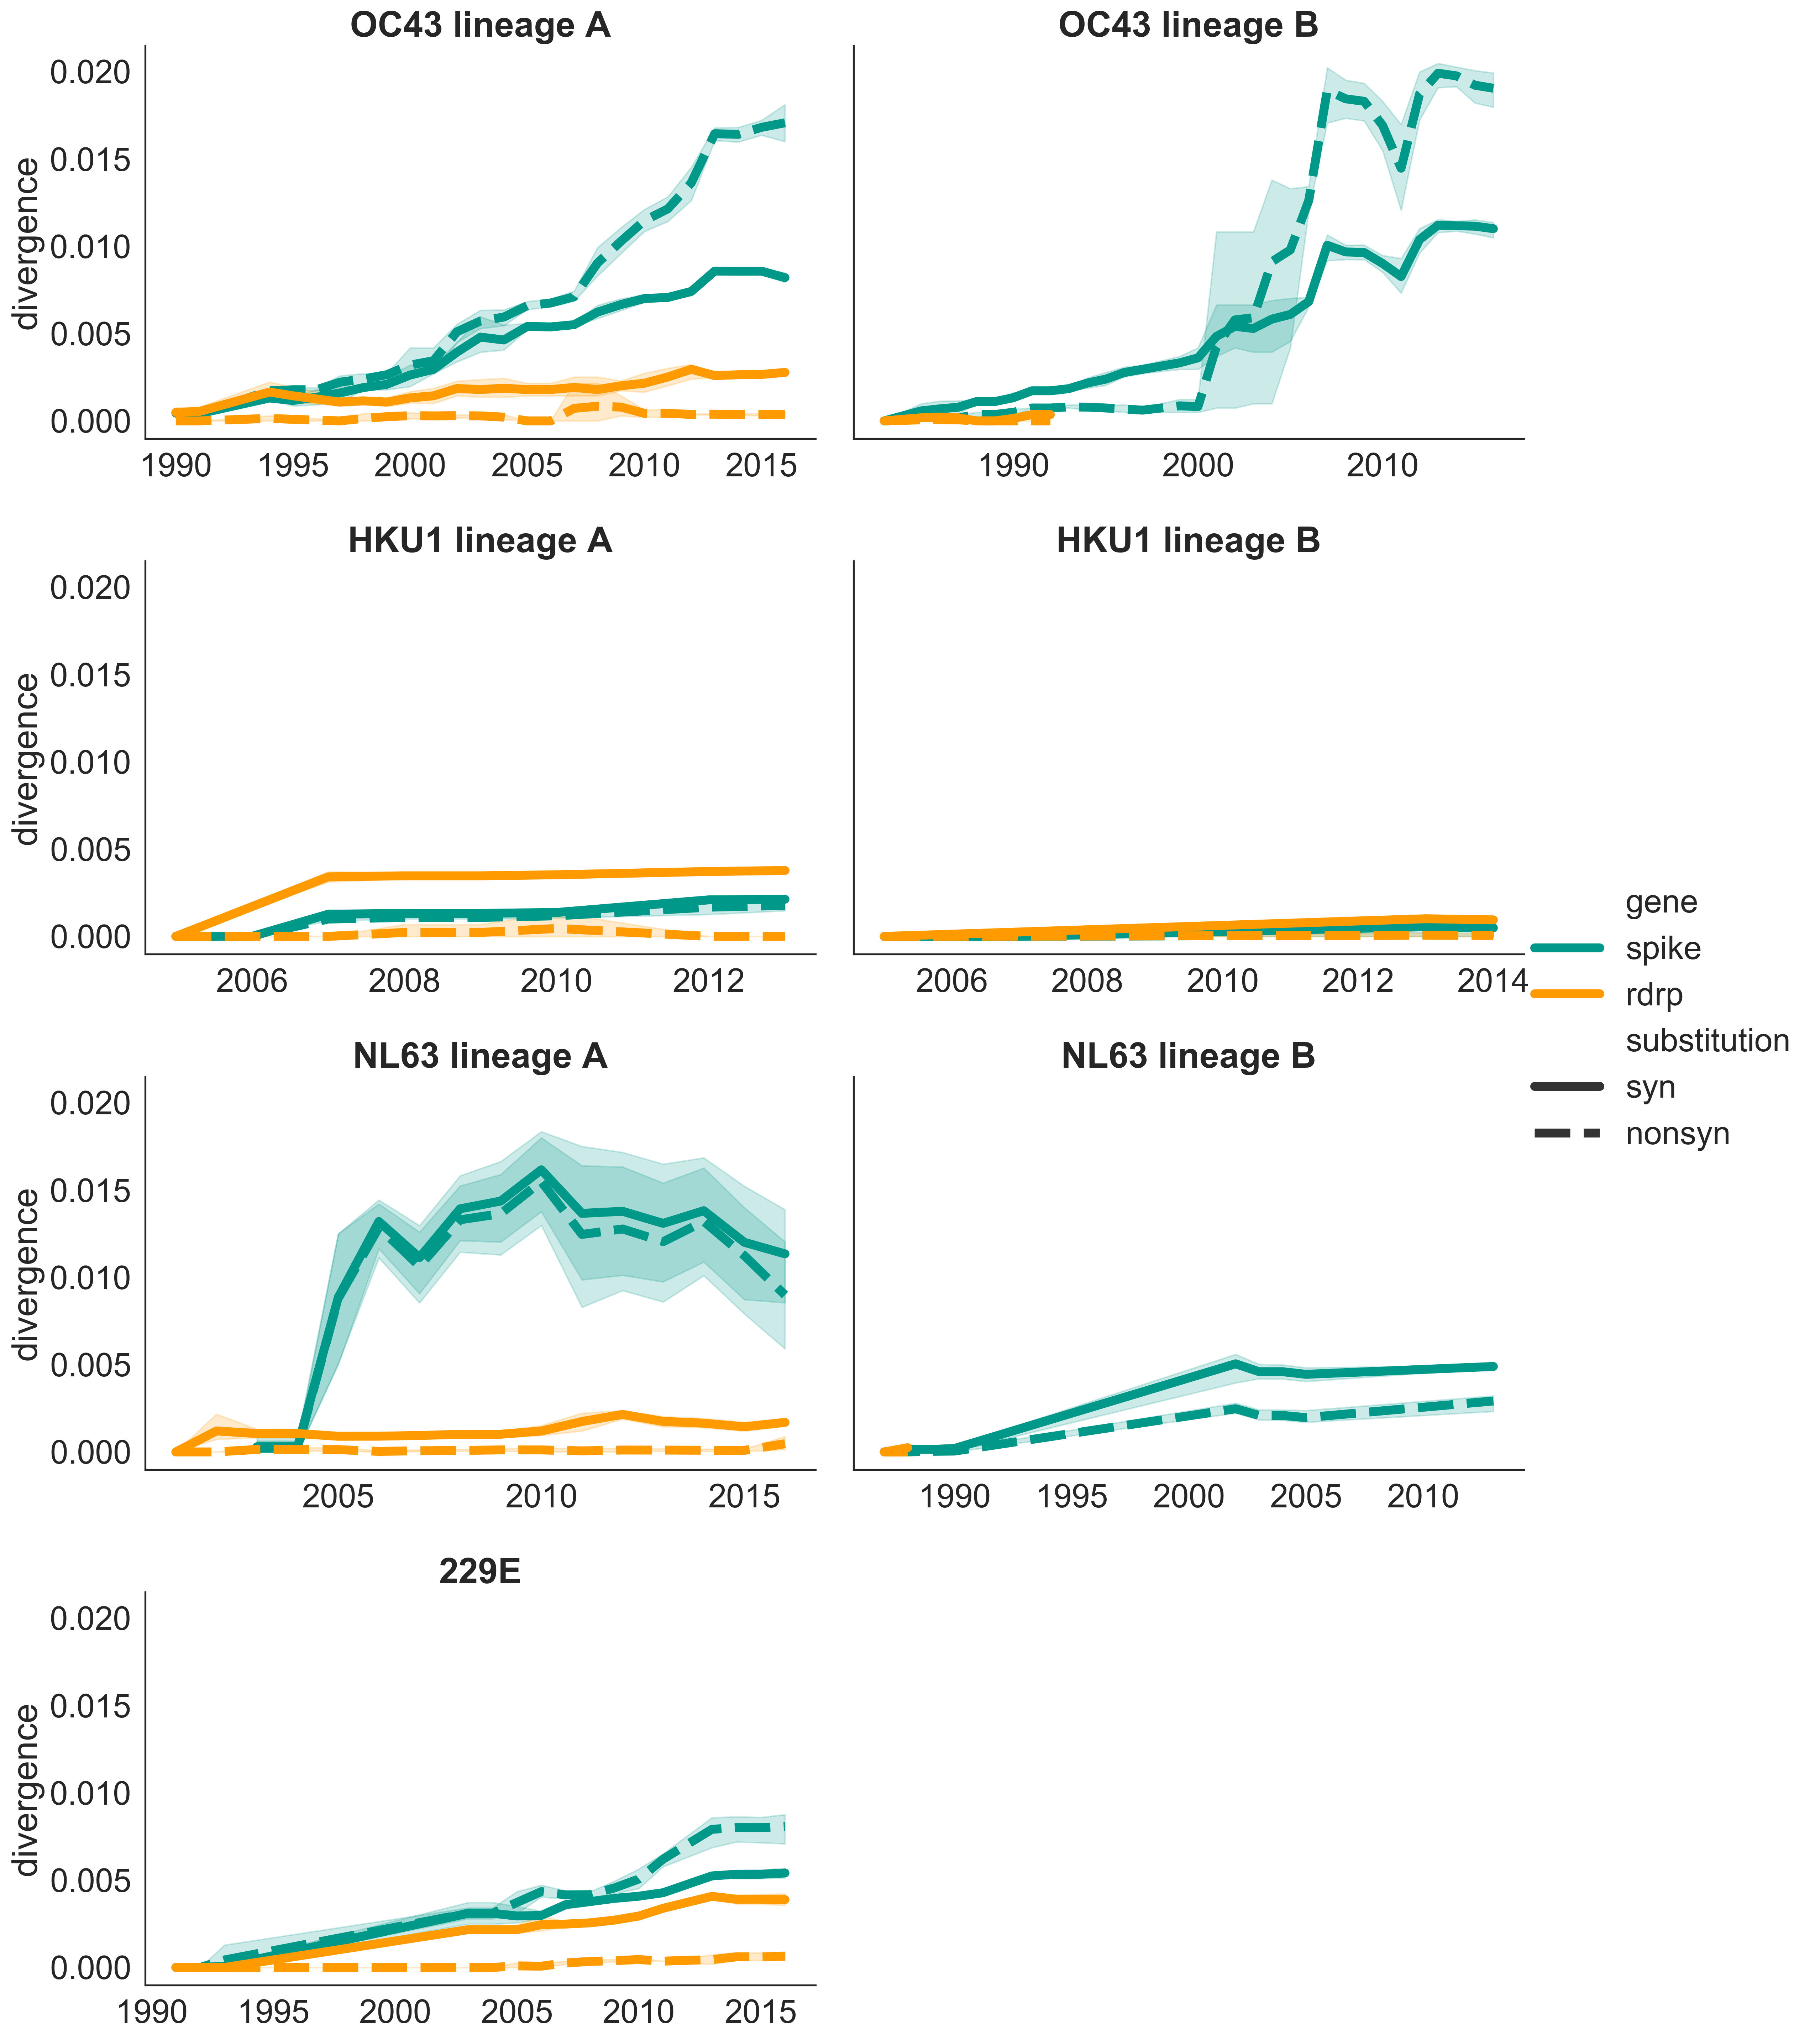 OC43 lineage A
OC43 lineage B
divergence
0.020
0.015
0.010
0.005
0.000
1990 1995 2000 2005 2010 2015
1990 2000 2010
HKU1 lineage A
HKU1 lineage B
divergence
0.020
0.015
0.010
0.005
0.000
2006 2008 2010 2012
2006 2008 2010 2012 2014
gene
spike
rdrp
substitution
syn
nonsyn
NL63 lineage A
NL63 lineage B
divergence
0.020
0.015
0.010
0.005
0.000
2005 2010 2015
1990 1995 2000 2005 2010
229E
divergence
0.020
0.015
0.010
0.005
0.000
1990 1995 2000 2005 2010 2015